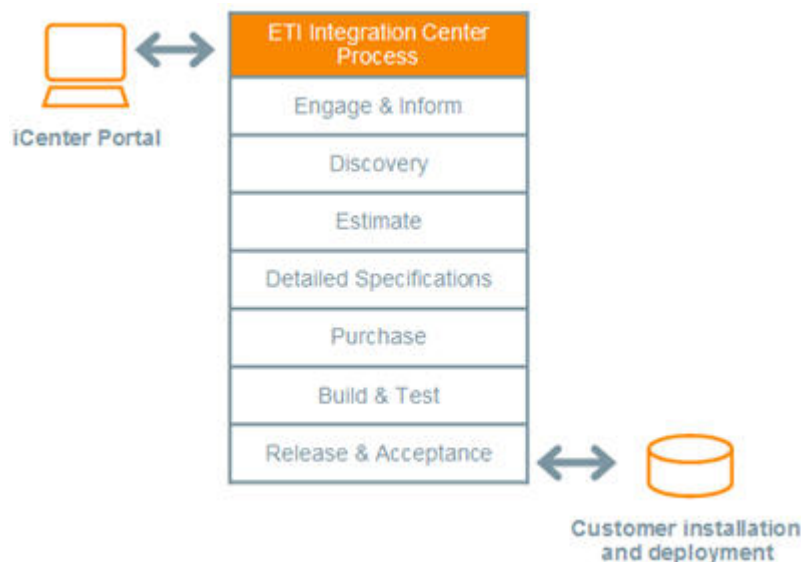 ETI Integration Center
Process
iCenter Portal
Engage & Inform
Discovery
Estimate
Detailed Specifications
Purchase
Build & Test
Release & Acceptance
Customer installation
and deployment